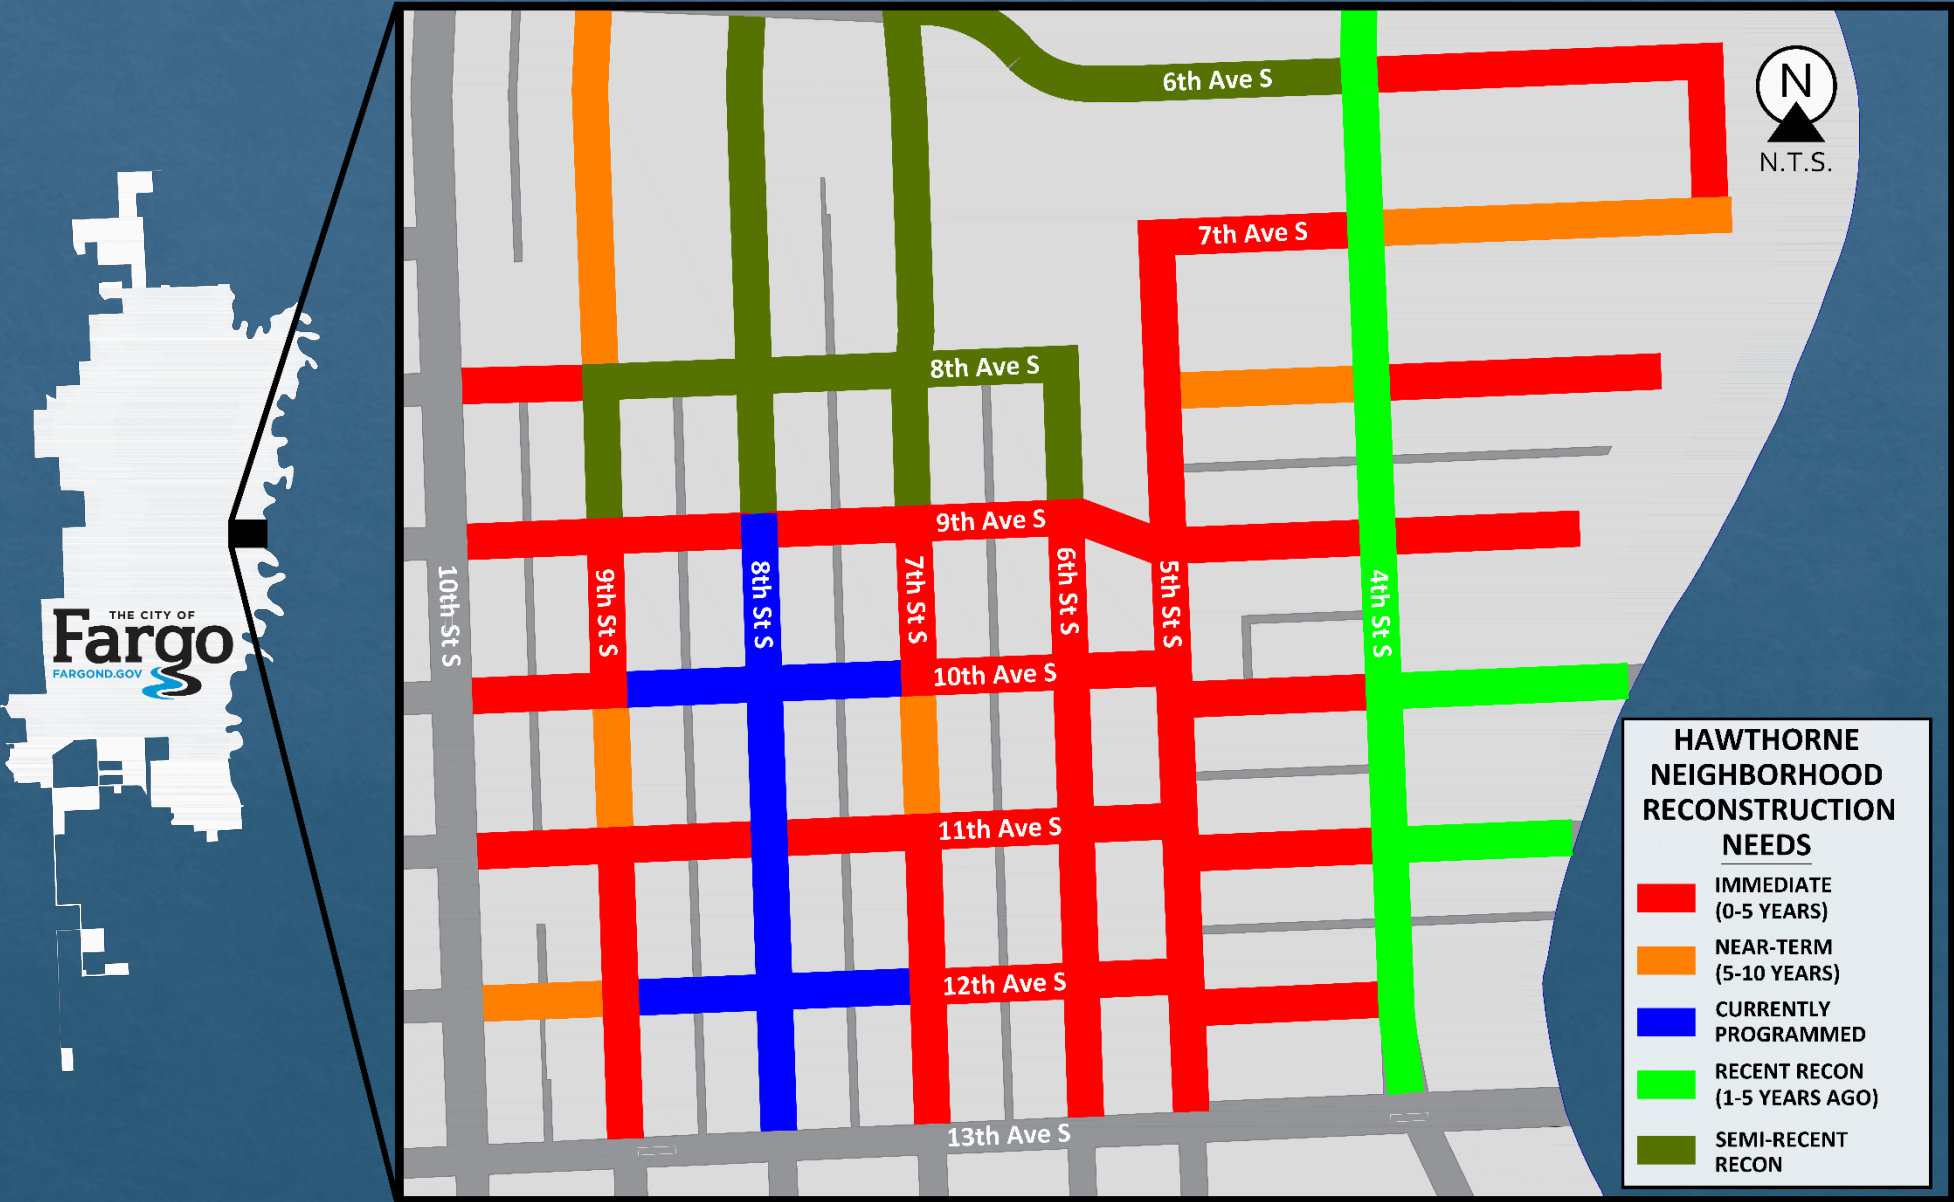 6th Ave S
N
N.T.S.
7th Ave S
8th Ave S
9th Ave S
10th St S
9th St S
8th St S
7th St S
6th St S
5th St S
4th St S
THE CITY OF
Fargo
FARGOND.GOV
10th Ave S
11th Ave S
12th Ave S
13th Ave S
HAWTHORNE
NEIGHBORHOOD
RECONSTRUCTION
NEEDS
IMMEDIATE
(0-5 YEARS)
NEAR-TERM
(5-10 YEARS)
CURRENTLY
PROGRAMMED
RECENT RECON
(1-5 YEARS AGO)
SEMI-RECENT
RECON